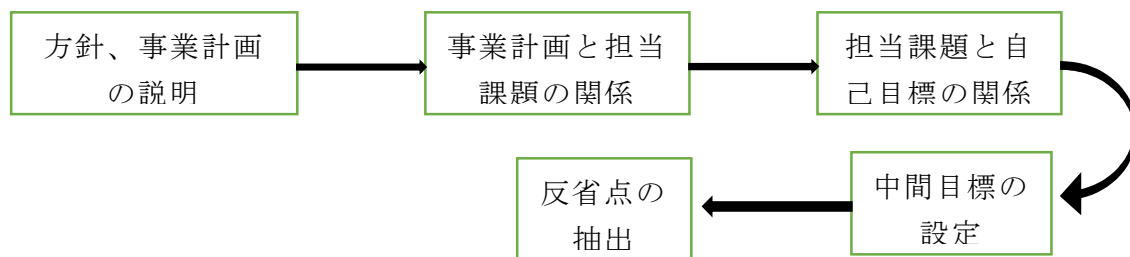 方針、事業計画
の説明
事業計画と担当
課題の関係
担当課題と自
己目標の関係
中間目標の
設定
反省点の
抽出